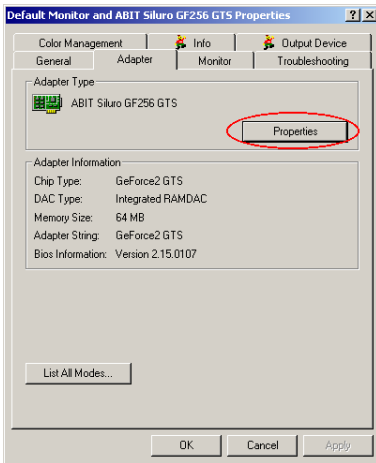 Default Monitor and ABIT Siluro GF256 GTS Properties
Color Management Info Output Device
General Adapter Monitor Troubleshooting
Adapter Type
ABIT Siluro GF256 GTS
Properties
Adapter Information
Chip Type: GeForce2 GTS
DAC Type: Integrated RAMDAC
Memory Size: 64 MB
Adapter String: GeForce2 GTS
Bios Information: Version 2.15.0107
List All Modes...
OK Cancel Apply